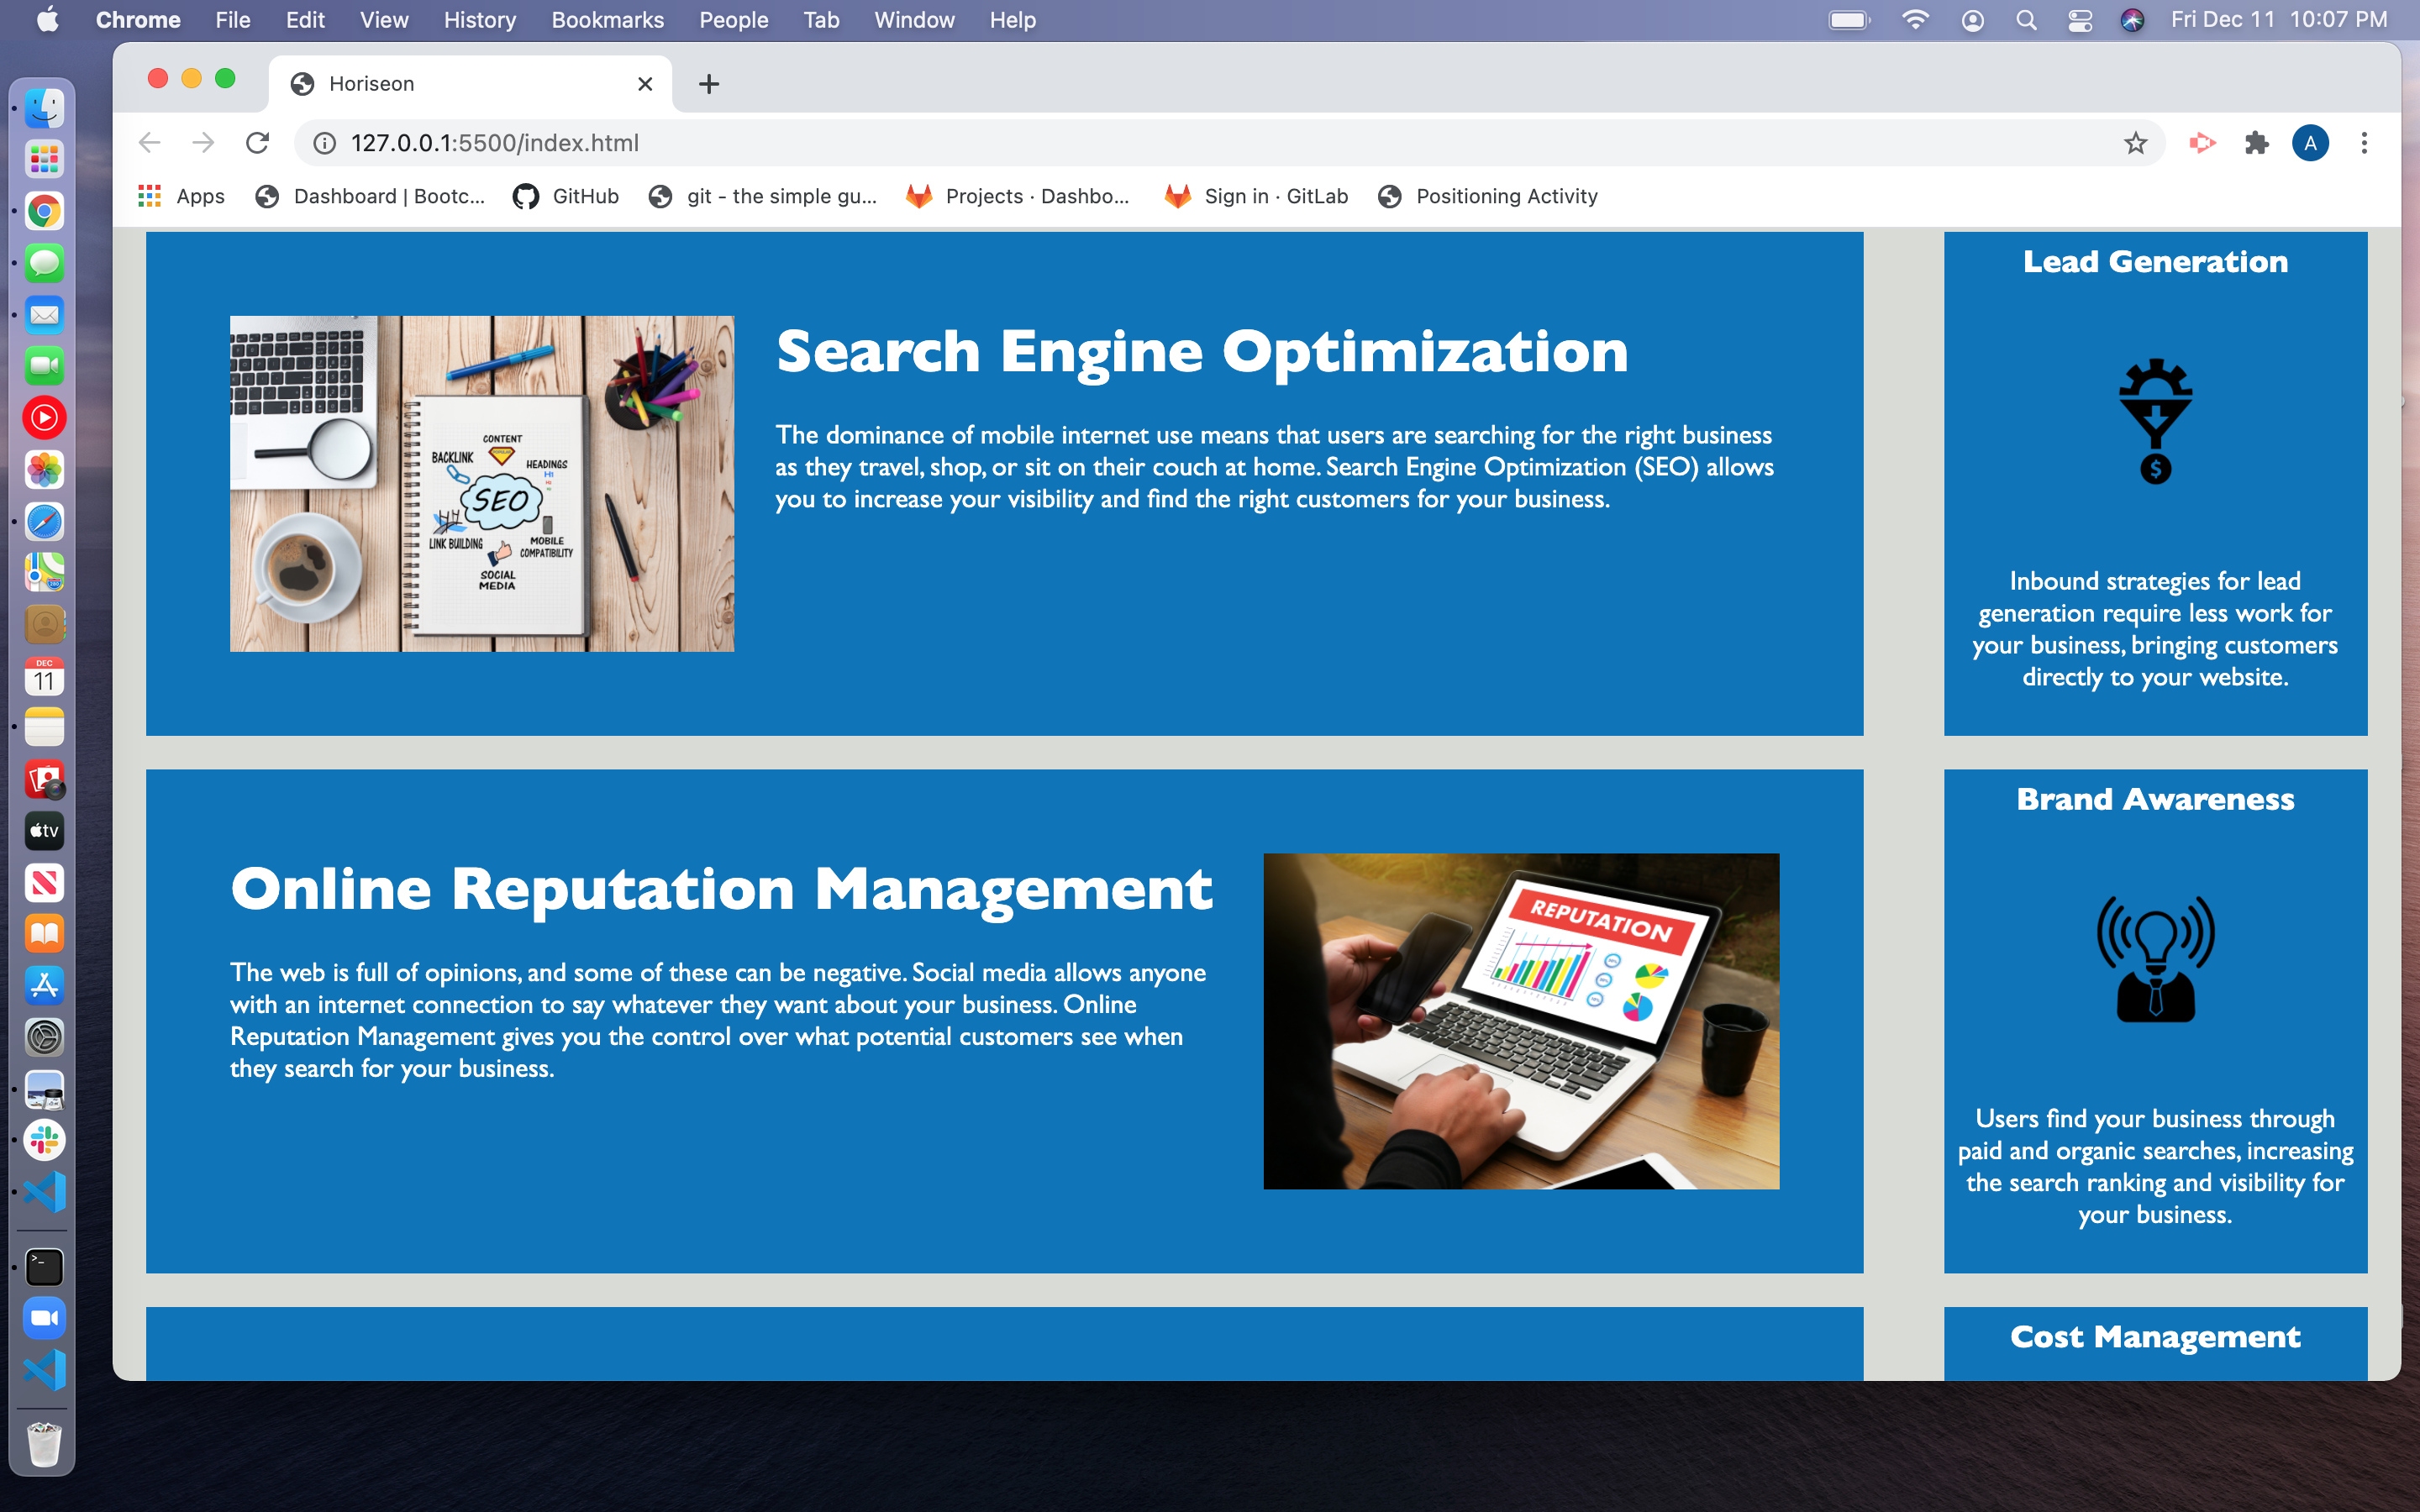 Chrome File Edit View History Bookmarks People Tab Window Help
Fri Dec 11 10:07 PM
Horiseon
127.0.0.1:5500/index.html
A
Apps
Dashboard | Bootc...
GitHub
git - the simple gu...
Projects · Dashbo...
Sign in · GitLab
Positioning Activity
DEC
11
tv
Search Engine Optimization
The dominance of mobile internet use means that users are searching for the right business
as they travel, shop, or sit on their couch at home. Search Engine Optimization (SEO) allows
you to increase your visibility and find the right customers for your business.
CONTENT
BACKLINK
HEADINGS
SEO
LINK BUILDING
MOBILE
COMPATIBILITY
SOCIAL
MEDIA
Lead Generation
$
Inbound strategies for lead
generation require less work for
your business, bringing customers
directly to your website.
Online Reputation Management
The web is full of opinions, and some of these can be negative. Social media allows anyone
with an internet connection to say whatever they want about your business. Online
Reputation Management gives you the control over what potential customers see when
they search for your business.
REPUTATION
Brand Awareness
Users find your business through
paid and organic searches, increasing
the search ranking and visibility for
your business.
Cost Management